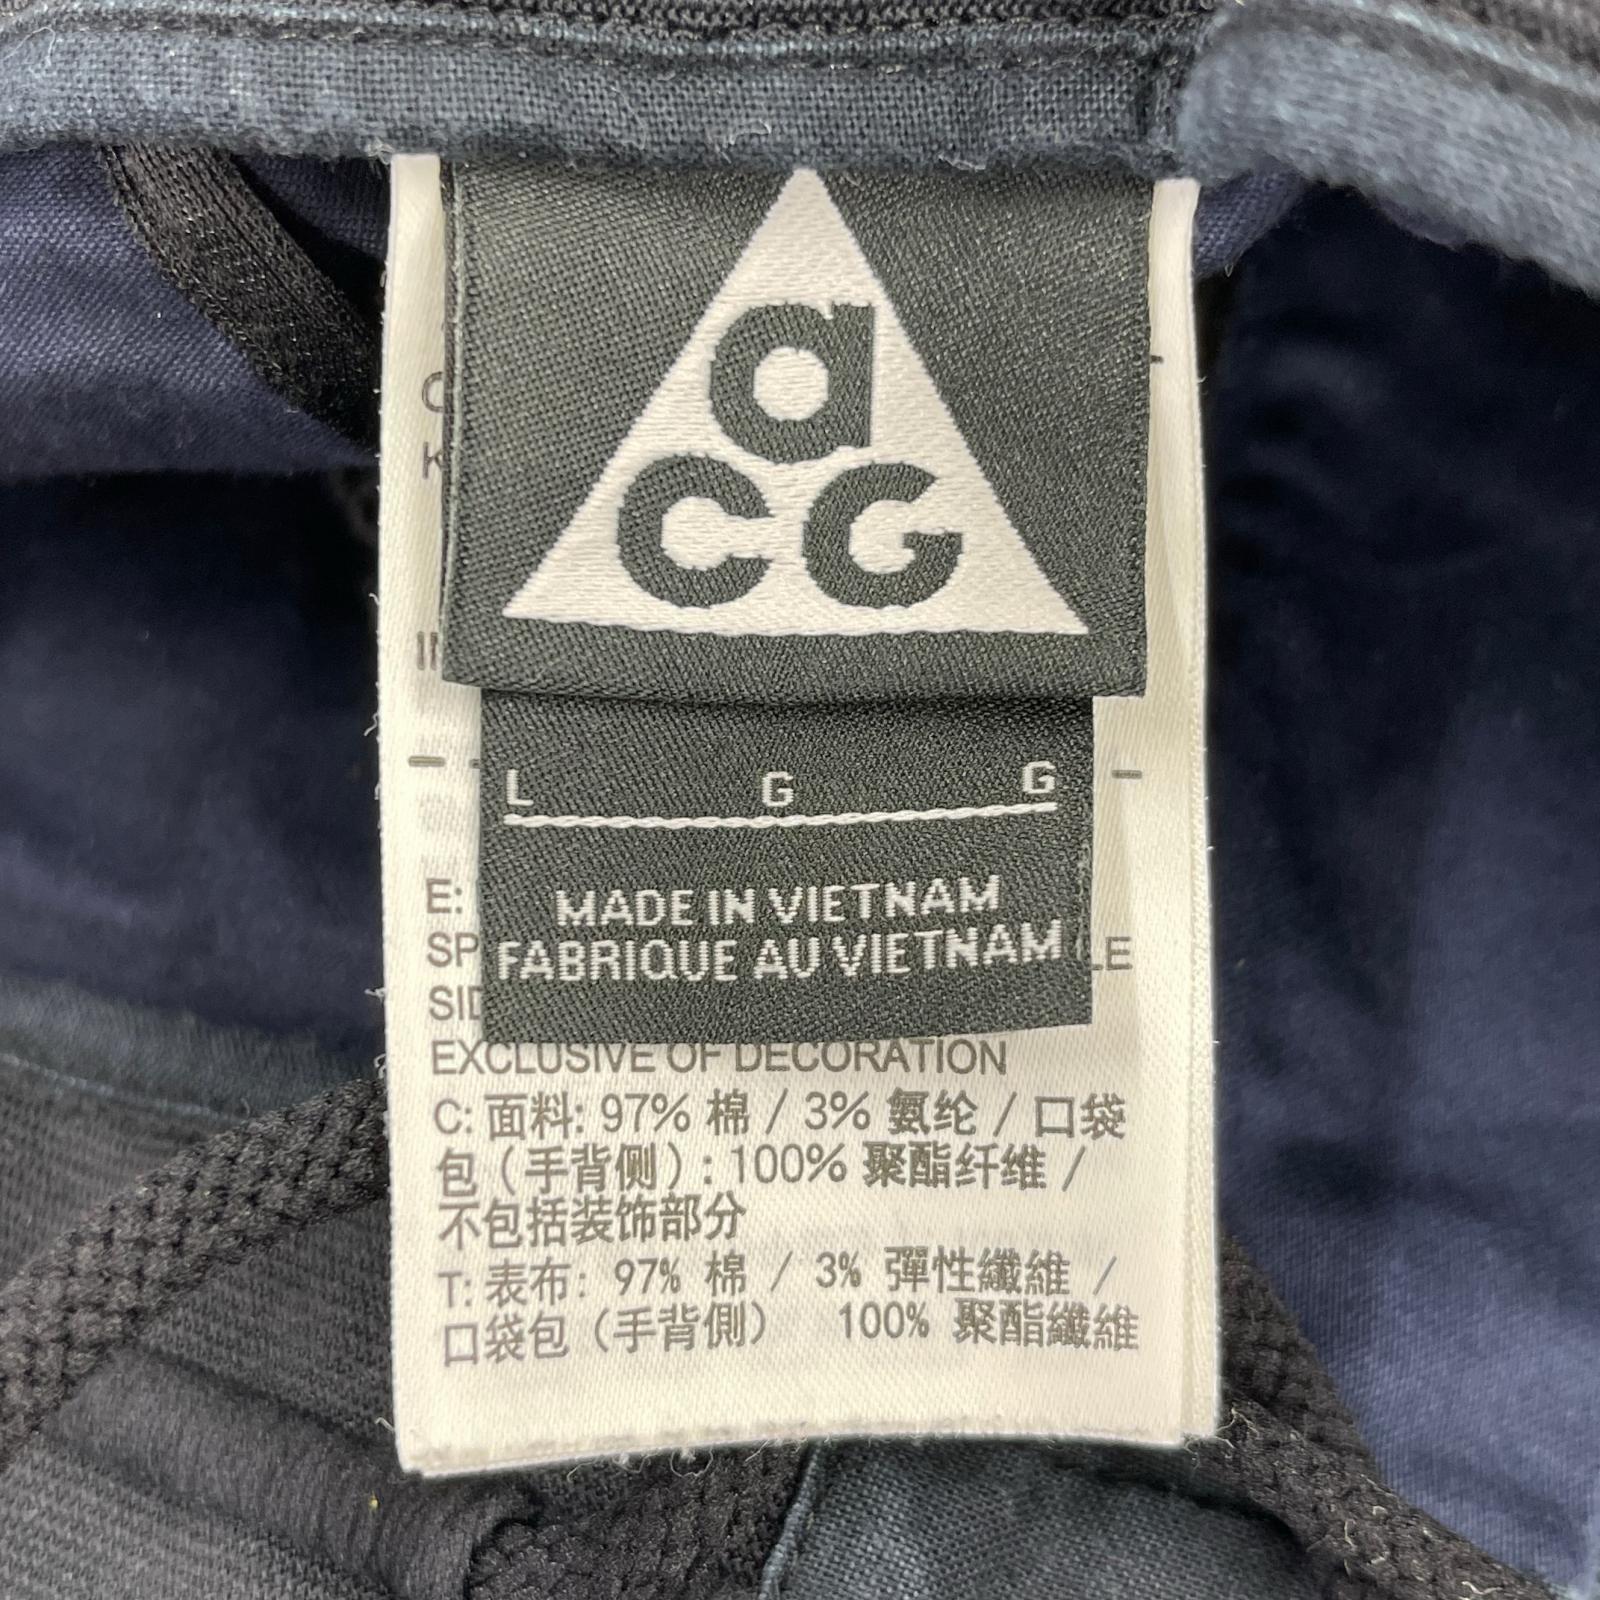 a
CG
L G G
MADE IN VIETNAM
FABRIQUE AU VIETNAM
E:
EXCLUSIVE OF DECORATION
C: 面料: 97% 棉 / 3% 氨纶 / 口袋
包 (手背侧) : 100% 聚酯纤维 /
不包括装饰部分
T: 表布: 97% 棉 / 3% 彈性纖維 /
口袋包 (手背側) 100% 聚酯纖維